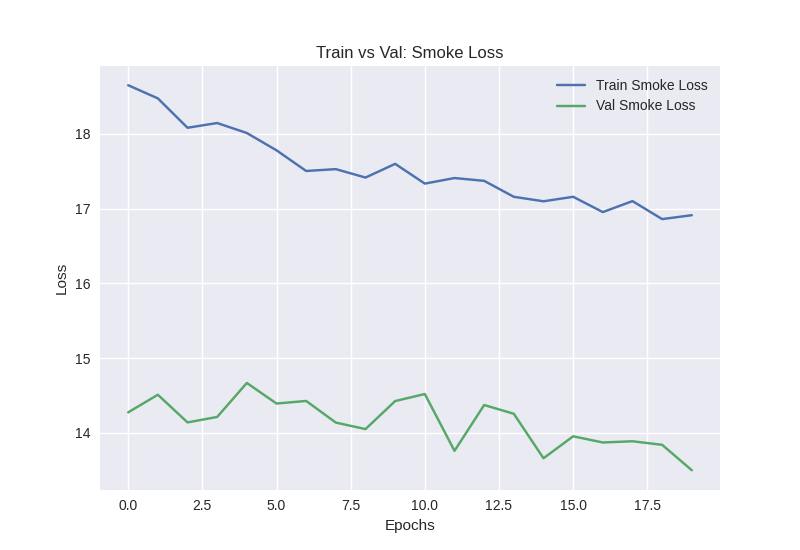 Train vs Val: Smoke Loss
Train Smoke Loss
Val Smoke Loss
18
17
16
15
14
Loss
0.0 2.5 5.0 7.5 10.0 12.5 15.0 17.5
Epochs